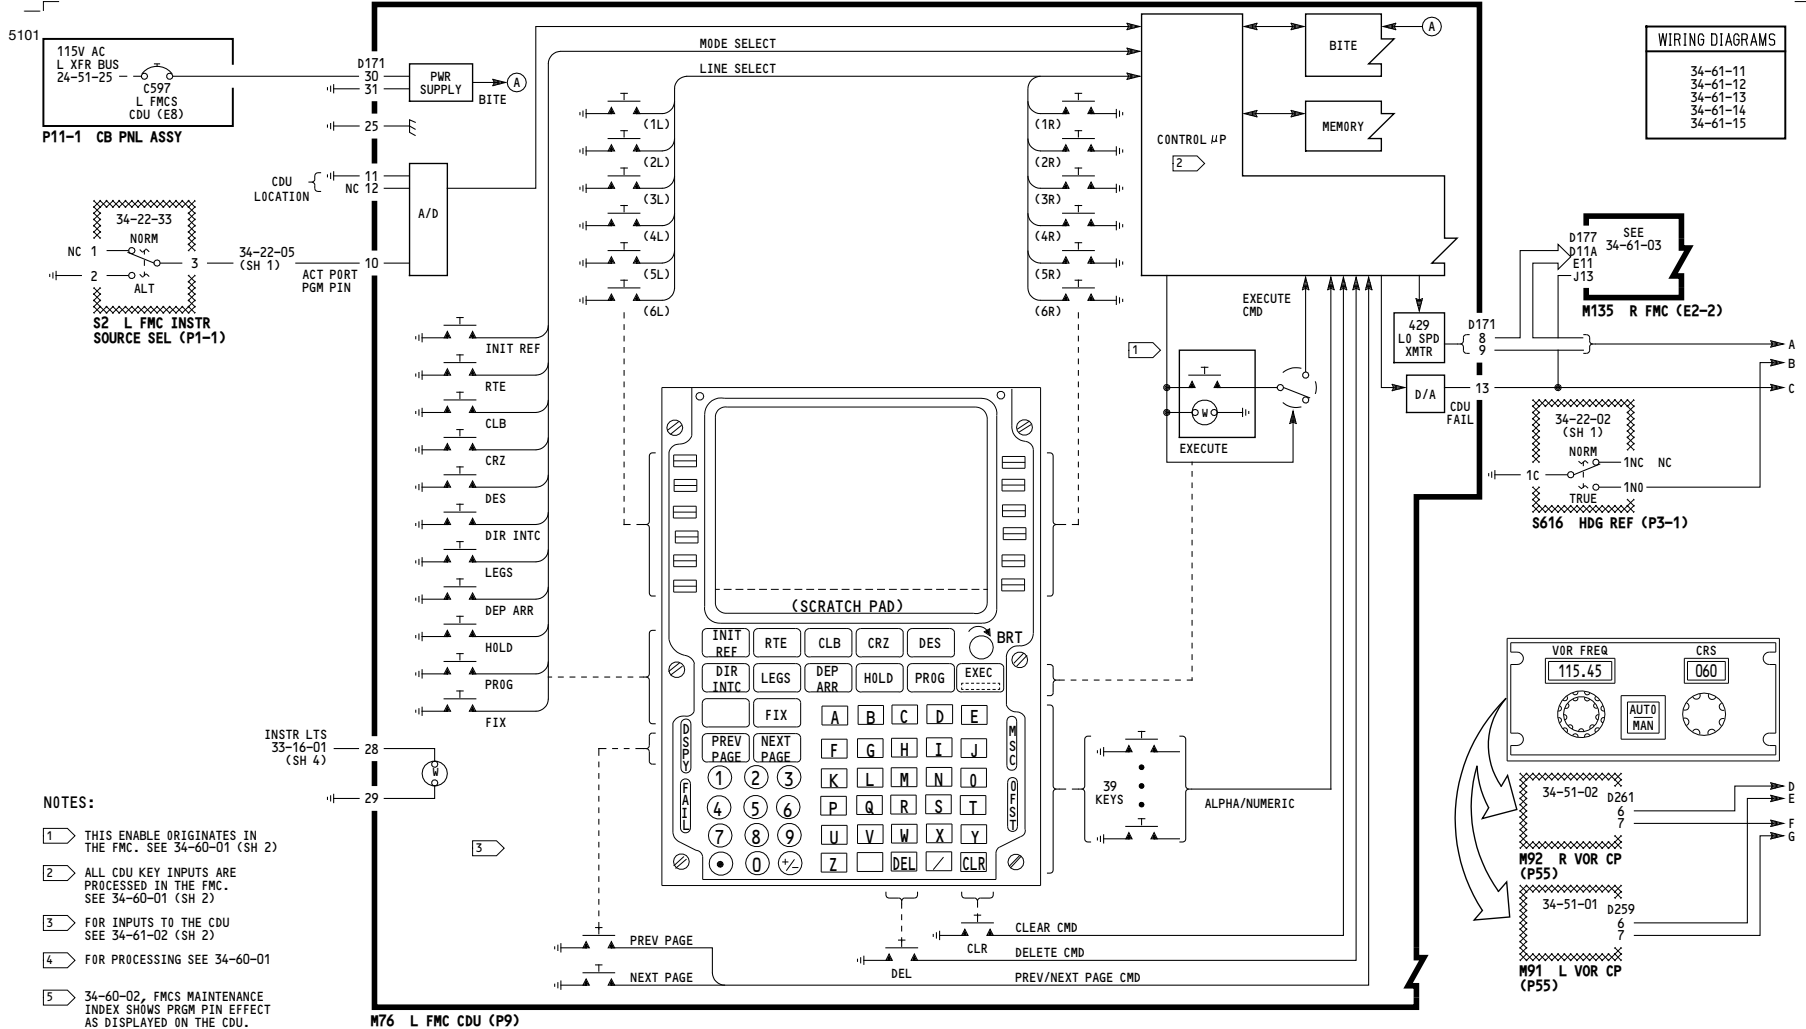 5101
115V AC
L XFR BUS
24-51-25
C597
L FMCS
CDU (E8)
P11-1 CB PNL ASSY
D171
30
31
25
PWR
SUPPLY
BITE
A
CDU
LOCATION
11
NC 12
A/D
34-22-33
NORM
NC 1
2
3
ALT
S2 L FMC INSTR
SOURCE SEL (P1-1)
34-22-05
(SH 1)
ACT PORT
PGM PIN
10
MODE SELECT
LINE SELECT
(1L)
(2L)
(3L)
(4L)
(5L)
(6L)
(1R)
(2R)
(3R)
(4R)
(5R)
(6R)
INIT REF
RTE
CLB
CRZ
DES
DIR INTC
LEGS
DEP ARR
HOLD
PROG
FIX
INSTR LTS
33-16-01
(SH 4)
28
29
W
CONTROL µP
2
BITE
A
MEMORY
EXECUTE
CMD
1
W
EXECUTE
429
LO SPD
XMTR
D171
8
9
D/A
13
CDU
FAIL
WIRING DIAGRAMS
34-61-11
34-61-12
34-61-13
34-61-14
34-61-15
D177
D11A
E11
J13
SEE
34-61-03
M135 R FMC (E2-2)
A
B
C
34-22-02
(SH 1)
NORM
1NC NC
1C
1NO
TRUE
S616 HDG REF (P3-1)
(SCRATCH PAD)
INIT
REF
RTE
CLB
CRZ
DES
BRT
DIR
INTC
LEGS
DEP
ARR
HOLD
PROG
EXEC
FIX
PREV
PAGE
NEXT
PAGE
A B C D E
F G H I J
K L M N O
P Q R S T
U V W X Y
Z DEL / CLR
1 2 3
4 5 6
7 8 9
• 0 +/-
DSPY
FAIL
MSG
OFST
39
KEYS
ALPHA/NUMERIC
3
CLEAR CMD
CLR
DELETE CMD
DEL
PREV PAGE
NEXT PAGE
PREV/NEXT PAGE CMD
VOR FREQ
115.45
CRS
060
AUTO
MAN
34-51-02
D261
6
7
M92 R VOR CP
(P55)
D
E
F
G
34-51-01
D259
6
7
M91 L VOR CP
(P55)
NOTES:
1 THIS ENABLE ORIGINATES IN
THE FMC. SEE 34-60-01 (SH 2)
2 ALL CDU KEY INPUTS ARE
PROCESSED IN THE FMC.
SEE 34-60-01 (SH 2)
3 FOR INPUTS TO THE CDU
SEE 34-61-02 (SH 2)
4 FOR PROCESSING SEE 34-60-01
5 34-60-02, FMCS MAINTENANCE
INDEX SHOWS PRGM PIN EFFECT
AS DISPLAYED ON THE CDU.
M76 L FMC CDU (P9)